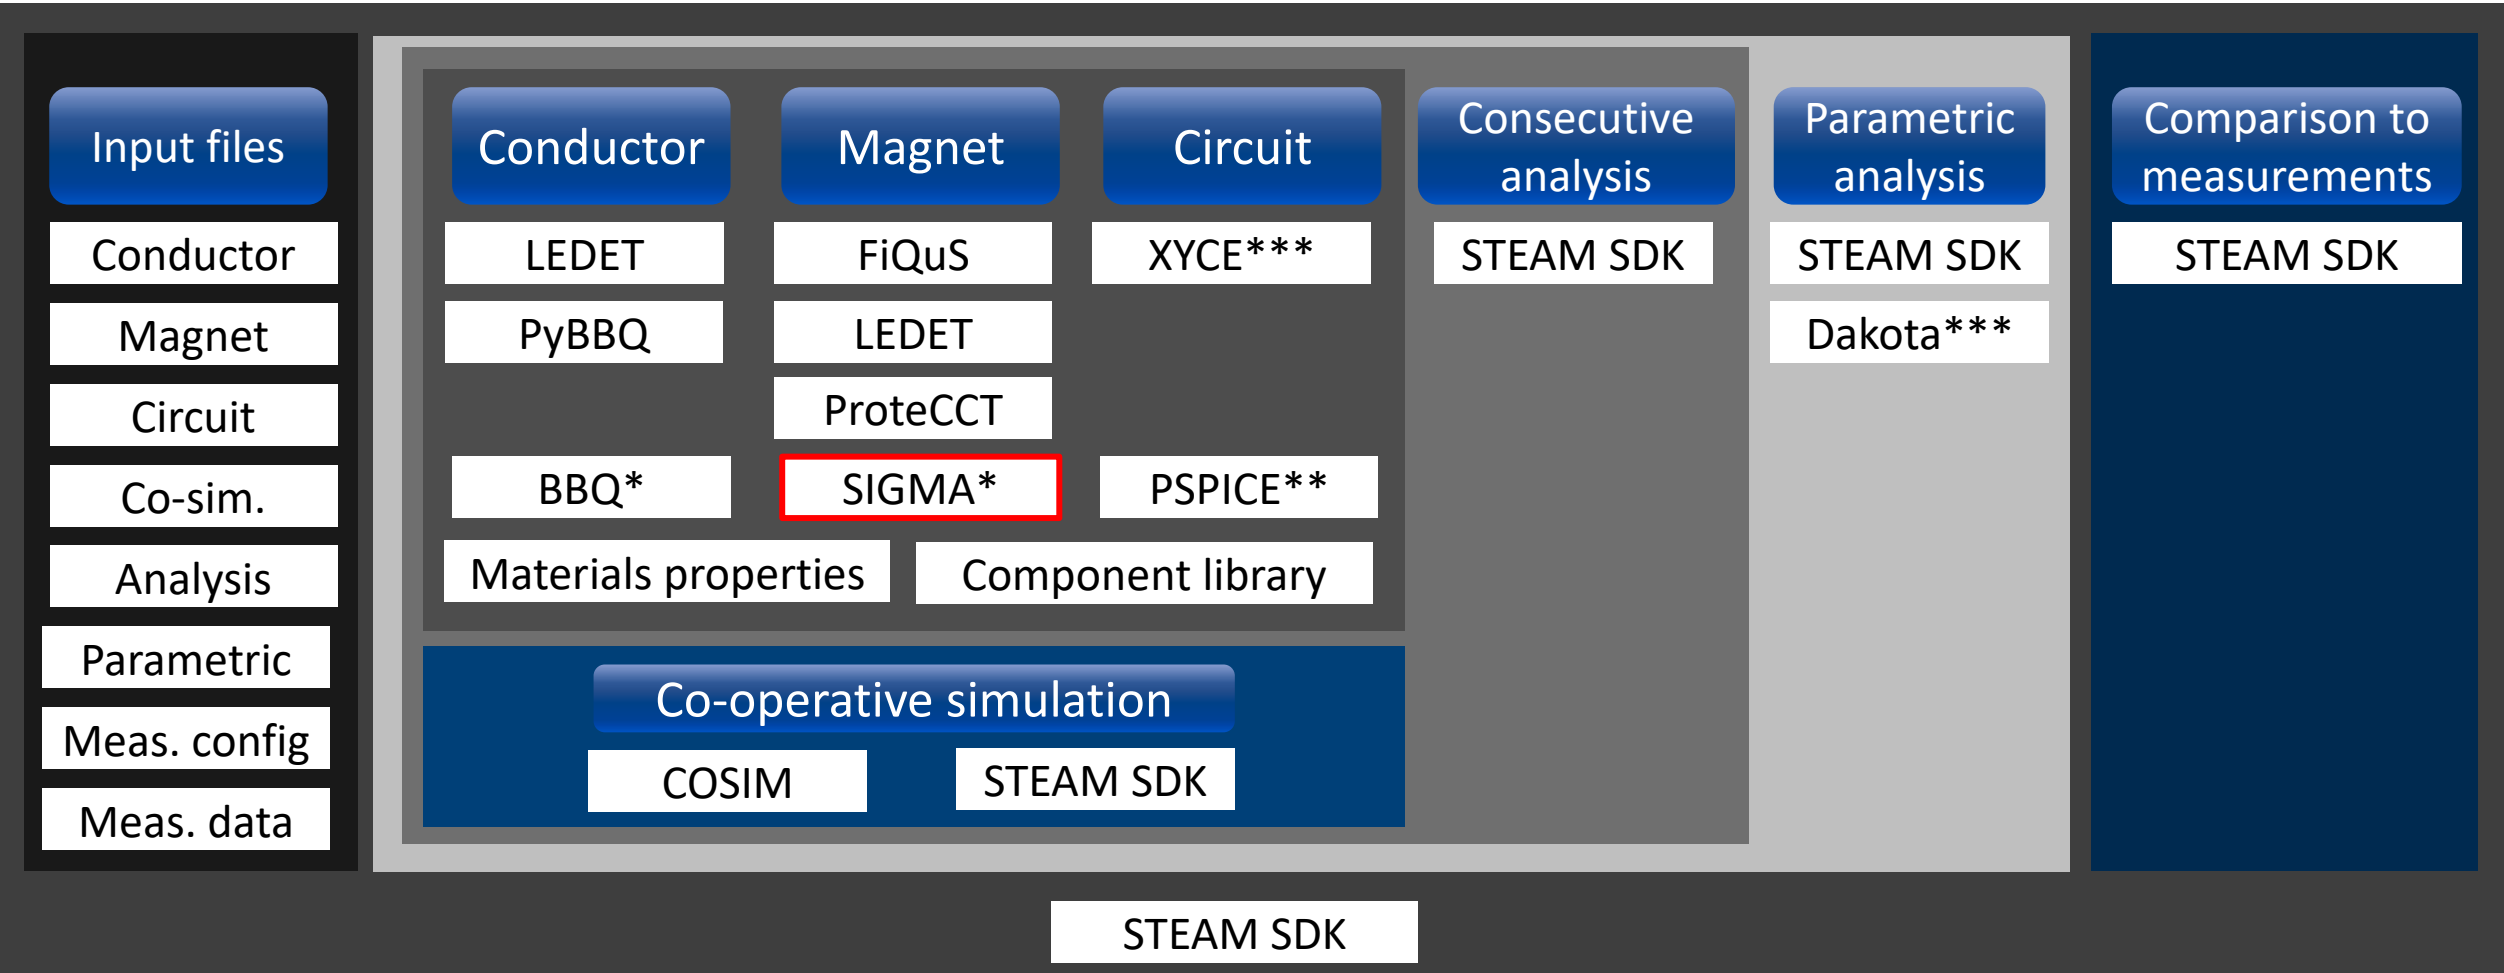 Input files
Conductor
Magnet
Circuit
Co-sim.
Analysis
Parametric
Meas. config
Meas. data
Conductor
LEDET
PyBBQ
BBQ*
Magnet
FiQuS
LEDET
ProteCCT
SIGMA*
Circuit
XYCE***
PSPICE**
Materials properties
Component library
Co-operative simulation
COSIM
STEAM SDK
Consecutive
analysis
STEAM SDK
Parametric
analysis
STEAM SDK
Dakota***
Comparison to
measurements
STEAM SDK
STEAM SDK